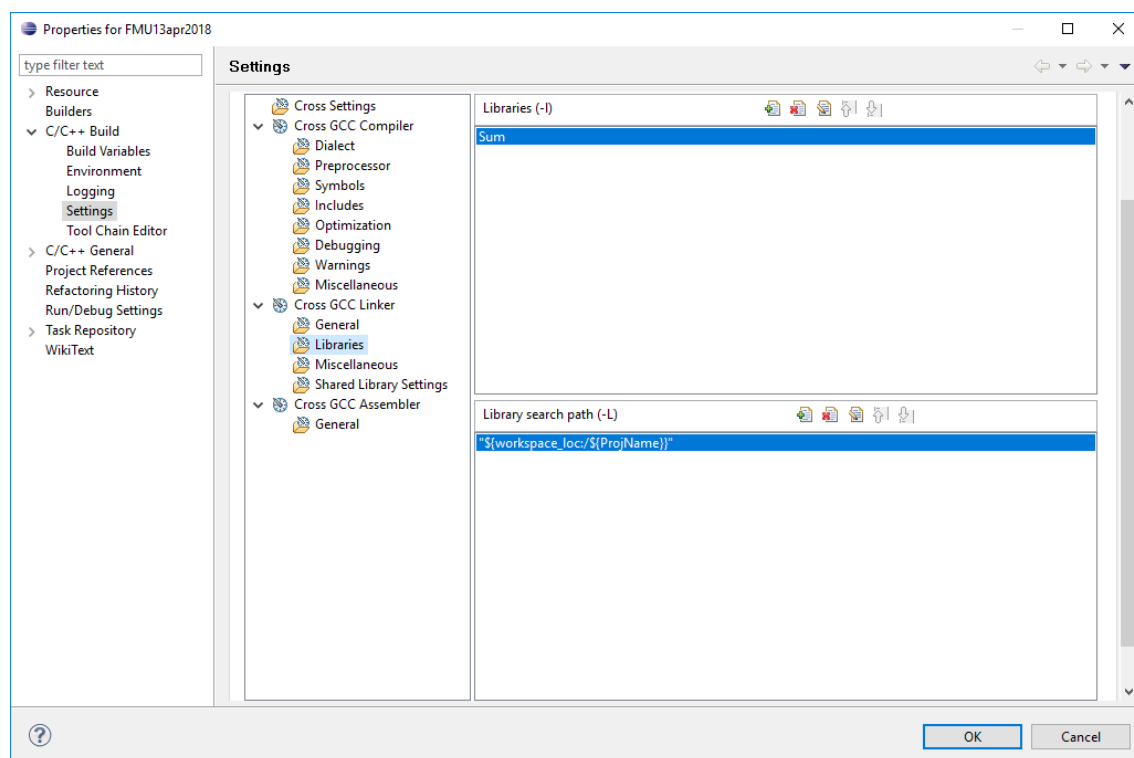 Properties for FMU13apr2018
type filter text
Resource
Builders
C/C++ Build
Build Variables
Environment
Logging
Settings
Tool Chain Editor
C/C++ General
Project References
Refactoring History
Run/Debug Settings
Task Repository
WikiText
Settings
Cross Settings
Cross GCC Compiler
Dialect
Preprocessor
Symbols
Includes
Optimization
Debugging
Warnings
Miscellaneous
Cross GCC Linker
General
Libraries
Miscellaneous
Shared Library Settings
Cross GCC Assembler
General
Libraries (-l)
Sum
Library search path (-L)
"${workspace_loc:/${ProjName}}"
OK
Cancel